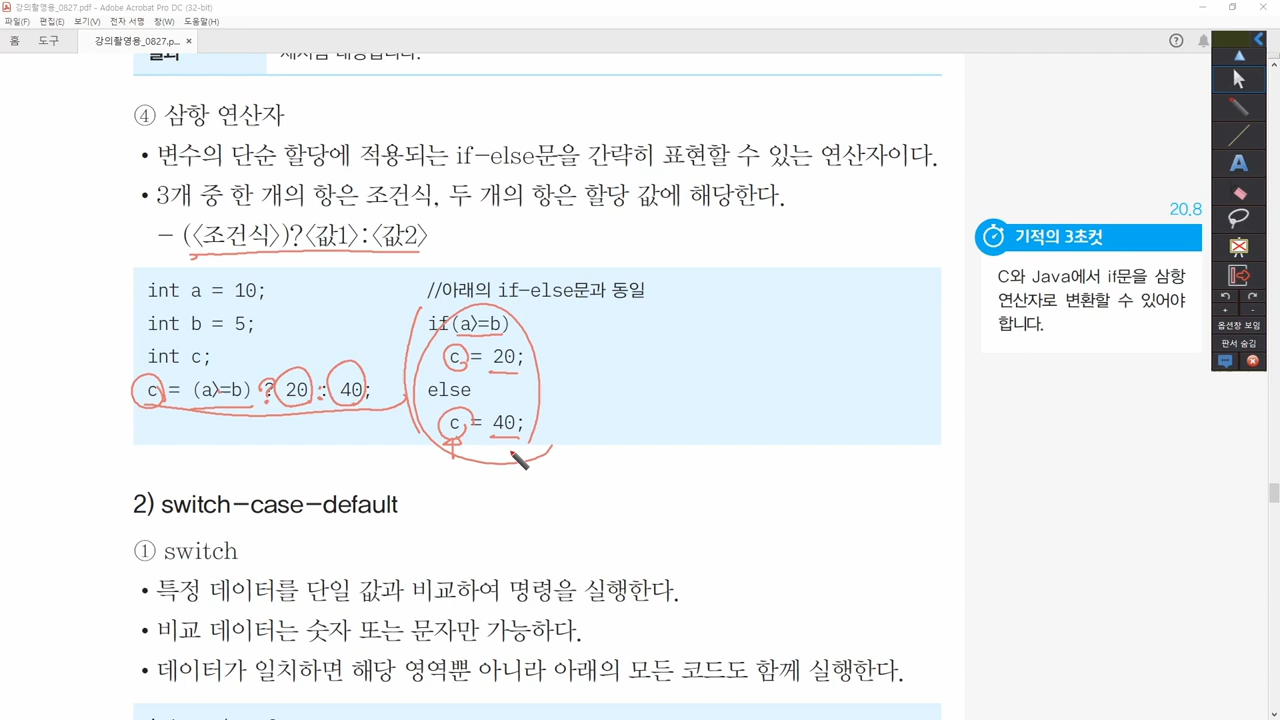 강의촬영용_0827.pdf - Adobe Acrobat Pro DC (32-bit)
파일(F) 편집(E) 보기(V) 전자 서명 창(W) 도움말(H)
홈 도구 강의촬영용_0827.p... ×
④ 삼항 연산자
• 변수의 단순 할당에 적용되는 if-else문을 간략히 표현할 수 있는 연산자이다.
• 3개 중 한 개의 항은 조건식, 두 개의 항은 할당 값에 해당한다.
- (〈조건식〉)?〈값1〉:〈값2〉
int a = 10; //아래의 if-else문과 동일
int b = 5; if(a>=b)
int c; c = 20;
c = (a>=b) ? 20 : 40; else
c = 40;
20.8
기적의 3초컷
C와 Java에서 if문을 삼항
연산자로 변환할 수 있어야
합니다.
2) switch-case-default
① switch
• 특정 데이터를 단일 값과 비교하여 명령을 실행한다.
• 비교 데이터는 숫자 또는 문자만 가능하다.
• 데이터가 일치하면 해당 영역뿐 아니라 아래의 모든 코드도 함께 실행한다.
옵션창 보임
판서 숨김